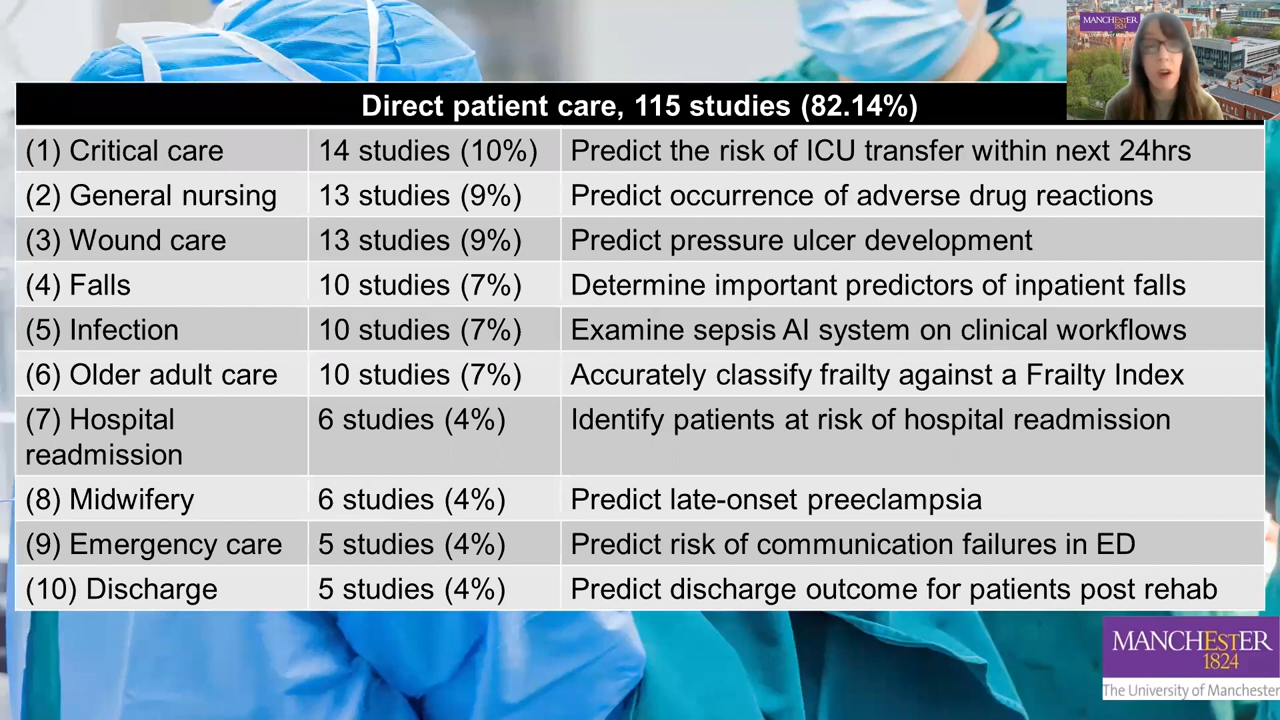 MANCHESTER
1824
Direct patient care, 115 studies (82.14%)
(1) Critical care 14 studies (10%) Predict the risk of ICU transfer within next 24hrs
(2) General nursing 13 studies (9%) Predict occurrence of adverse drug reactions
(3) Wound care 13 studies (9%) Predict pressure ulcer development
(4) Falls 10 studies (7%) Determine important predictors of inpatient falls
(5) Infection 10 studies (7%) Examine sepsis AI system on clinical workflows
(6) Older adult care 10 studies (7%) Accurately classify frailty against a Frailty Index
(7) Hospital 6 studies (4%) Identify patients at risk of hospital readmission
readmission
(8) Midwifery 6 studies (4%) Predict late-onset preeclampsia
(9) Emergency care 5 studies (4%) Predict risk of communication failures in ED
(10) Discharge 5 studies (4%) Predict discharge outcome for patients post rehab
MANCHESTER
1824
The University of Manchester